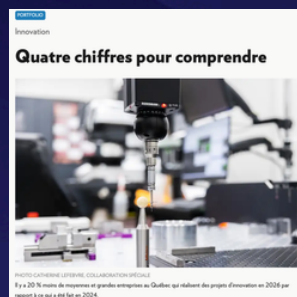 PORTFOLIO
Innovation
Quatre chiffres pour comprendre
PHOTO CATHERINE LEFEBVRE, COLLABORATION SPÉCIALE
Il y a 20 % moins de moyennes et grandes entreprises au Québec qui réalisent des projets d'innovation en 2026 par
rapport à ce qui a été fait en 2024.